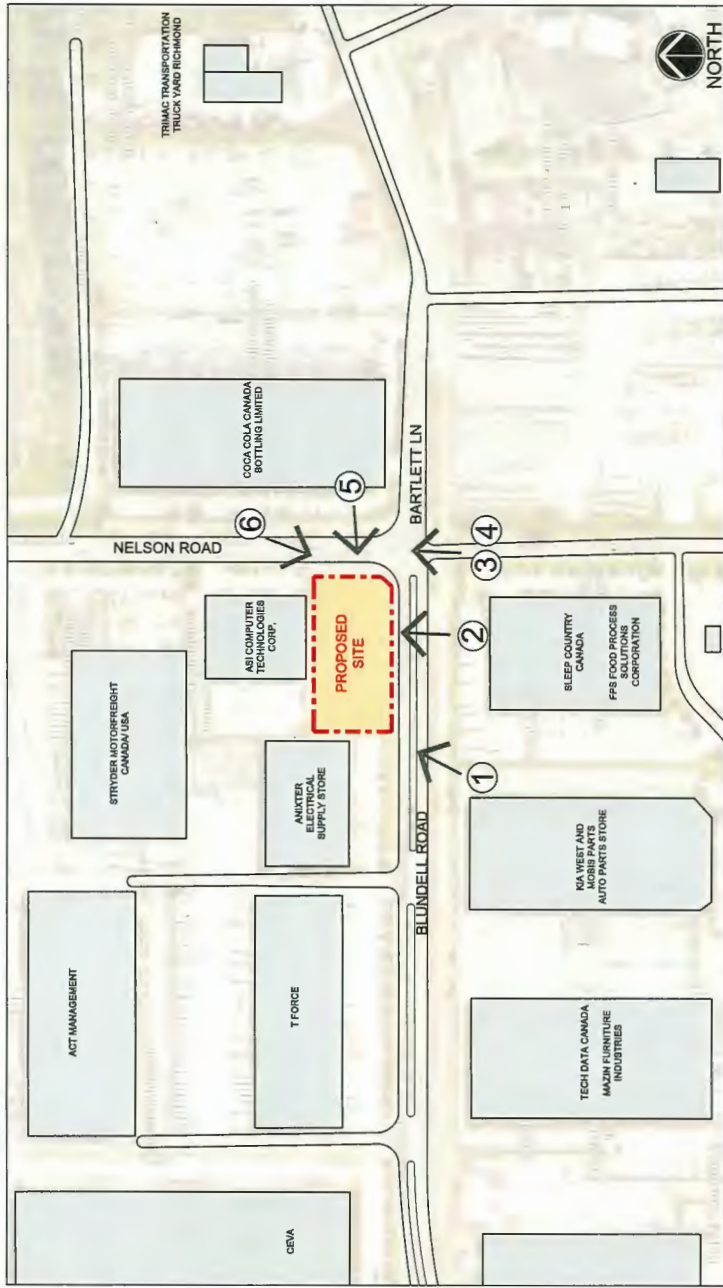 TRIMAC TRANSPORTATION
TRUCK YARD RICHMOND
NORTH
COCA COLA CANADA
BOTTLING LIMITED
BARTLETT LN
NELSON ROAD
6
5
4
3
2
1
ASI COMPUTER
TECHNOLOGIES
CORP.
PROPOSED
SITE
STRYDER MOTORFREIGHT
CANADA/ USA
ANIXTER
ELECTRICAL
SUPPLY STORE
SLEEP COUNTRY
CANADA
FPS FOOD PROCESS
SOLUTIONS
CORPORATION
BLUNDELL ROAD
KIA WEST AND
MOBIS PARTS
AUTO PARTS STORE
ACT MANAGEMENT
T FORCE
TECH DATA CANADA
MAZIN FURNITURE
INDUSTRIES
CEVA